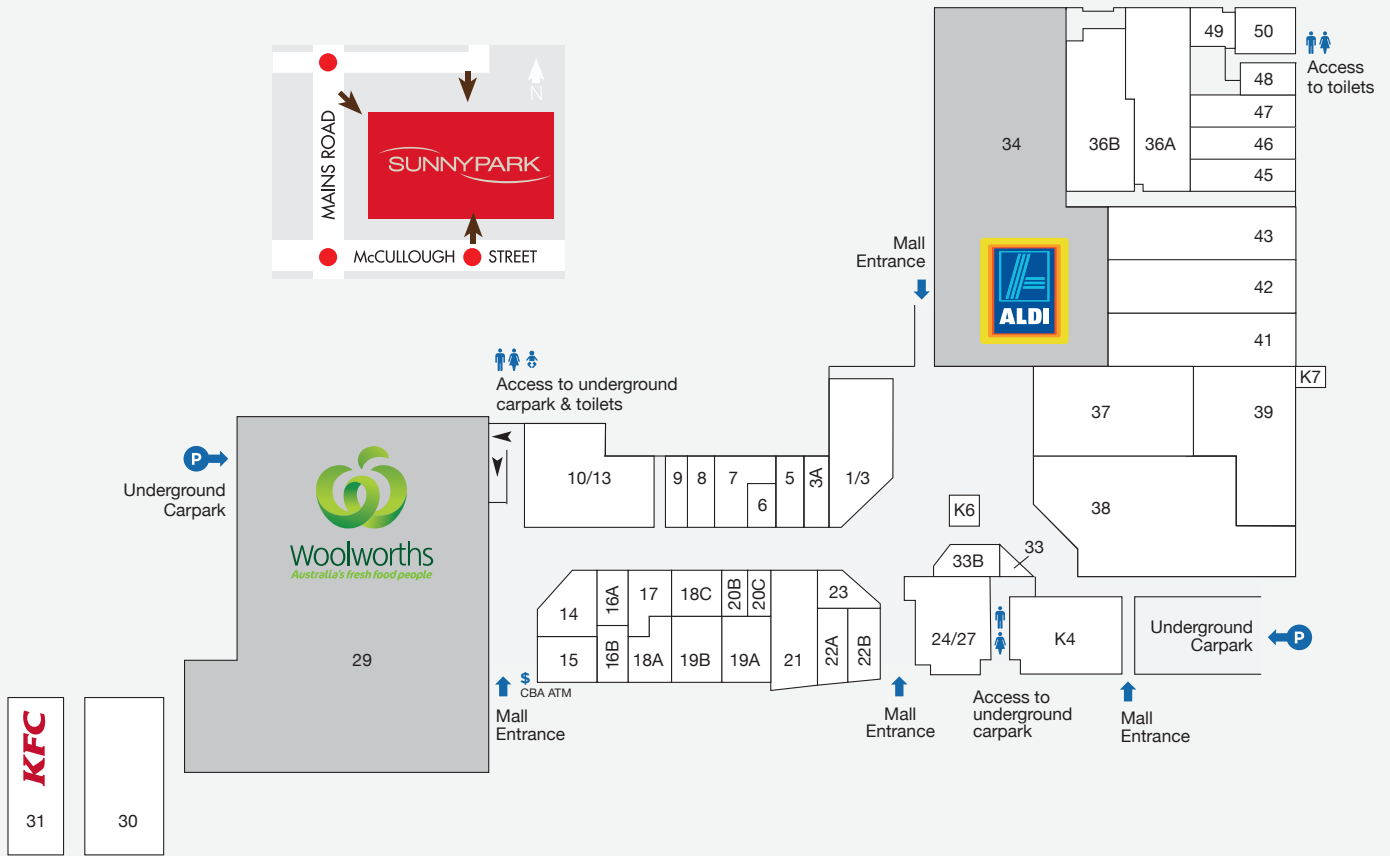 MAINS ROAD
N
SUNNYPARK
McCULLOUGH
STREET
34
36B
36A
49
50
Access
to toilets
48
47
46
45
43
42
41
Mall
Entrance
ALDI
K7
37
39
38
Access to underground
carpark & toilets
P
Underground
Carpark
Woolworths
Australia's fresh food people
29
10/13
9
8
7
6
5
3A
1/3
K6
33
33B
14
16A
17
18C
20B
20C
23
15
16B
18A
19B
19A
21
22A
22B
24/27
K4
Underground
Carpark
P
$
CBA ATM
Mall
Entrance
Mall
Entrance
Access to
underground
carpark
Mall
Entrance
KFC
31
30